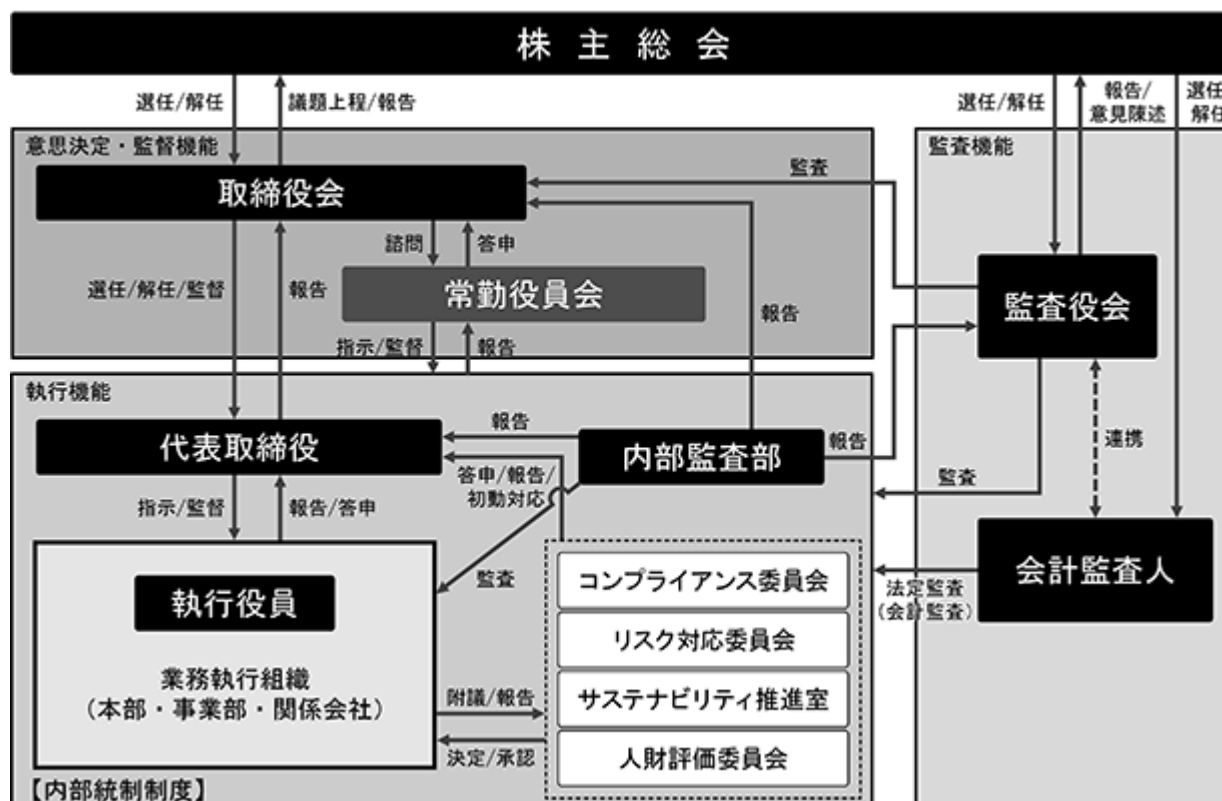 株主総会
選任/解任
議題上程/報告
選任/解任
報告/
意見陳述
選任
解任
意思決定・監督機能
監査機能
取締役会
監査
諮問
答申
常勤役員会
選任/解任/監督
報告
報告
監査役会
指示/監督
報告
執行機能
代表取締役
報告
内部監査部
報告
連携
答申/報告/
初動対応
監査
指示/監督
報告/答申
執行役員
監査
コンプライアンス委員会
会計監査人
法定監査
(会計監査)
リスク対応委員会
業務執行組織
(本部・事業部・関係会社)
附議/報告
サステナビリティ推進室
決定/承認
人財評価委員会
【内部統制制度】